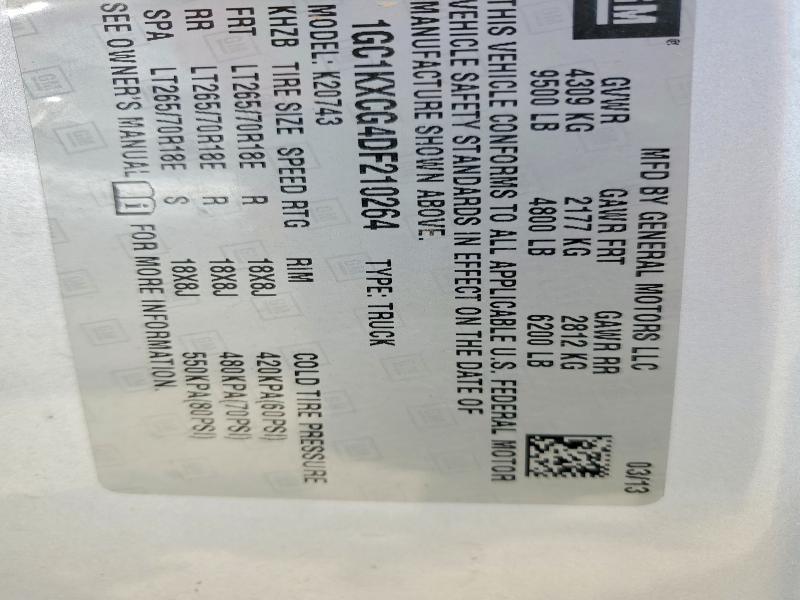 GM
MFD BY GENERAL MOTORS LLC 03/13
GVWR GAWR FRT GAWR RR
4309 KG 2177 KG 2812 KG
9500 LB 4800 LB 6200 LB
THIS VEHICLE CONFORMS TO ALL APPLICABLE U.S. FEDERAL MOTOR
VEHICLE SAFETY STANDARDS IN EFFECT ON THE DATE OF
MANUFACTURE SHOWN ABOVE.
1GC1KXCG4DF210264 TYPE: TRUCK
MODEL: K20743
KHZB TIRE SIZE SPEED RTG RIM COLD TIRE PRESSURE
FRT LT265/70R18E R 18X8J 420KPA(60PSI)
RR LT265/70R18E R 18X8J 480KPA(70PSI)
SPA LT265/70R18E S 18X8J 550KPA(80PSI)
SEE OWNER'S MANUAL FOR MORE INFORMATION.